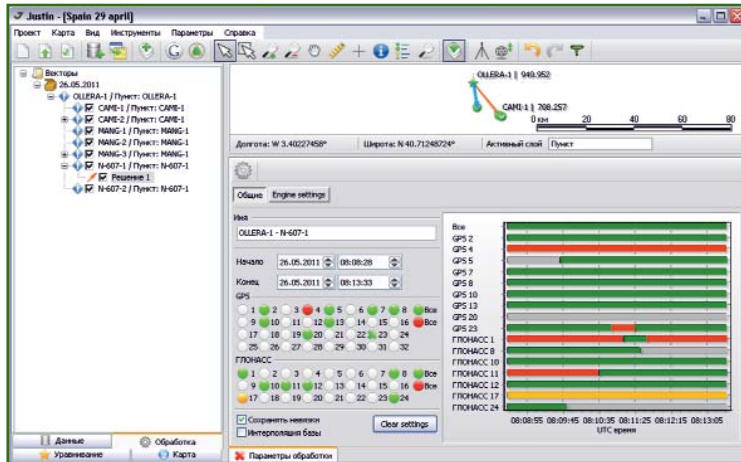 Justin - [Spain 29 april]
Проект Карта Вид Инструменты Параметры Справка
Векторы
26.05.2011
OLLERA-1 / Пункт: OLLERA-1
CAMI-1 / Пункт: CAMI-1
CAMI-2 / Пункт: CAMI-1
MANG-1 / Пункт: MANG-1
MANG-2 / Пункт: MANG-1
MANG-3 / Пункт: MANG-1
N-607-1 / Пункт: N-607-1
Решение 1
N-607-2 / Пункт: N-607-1
Данные Обработка
Уравнивание Карта
OLLERA-1 | 940.952
CAMI-1 | 708.257
0 км 20 40 60 80
Долгота: W 3.40227458° Широта: N 40.71248724° Активный слой Пункт
Общие Engine settings
Имя
OLLERA-1 - N-607-1
Начало 26.05.2011 08:08:28
Конец 26.05.2011 08:13:33
GPS
1 2 3 4 5 6 7 8 Все
9 10 11 12 13 14 15 16 Все
17 18 19 20 21 22 23 24
25 26 27 28 29 30 31 32
ГЛОНАСС
1 2 3 4 5 6 7 8 Все
9 10 11 12 13 14 15 16 Все
17 18 19 20 21 22 23 24
Сохранять невязки
Интерполяция базы
Clear settings
Все
GPS 2
GPS 4
GPS 5
GPS 7
GPS 8
GPS 10
GPS 13
GPS 20
GPS 23
ГЛОНАСС 1
ГЛОНАСС 8
ГЛОНАСС 10
ГЛОНАСС 11
ГЛОНАСС 12
ГЛОНАСС 17
ГЛОНАСС 24
08:08:55 08:09:45 08:10:35 08:11:25 08:12:15 08:13:05
UTC время
Параметры обработки